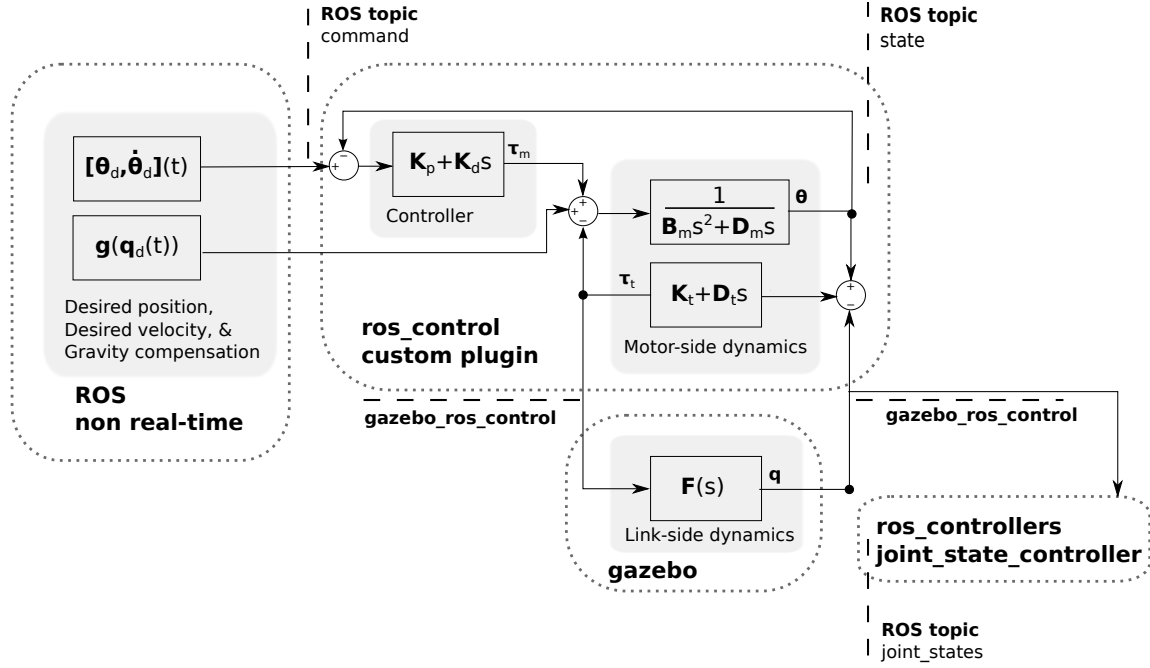 ROS topic
command
ROS topic
state
[θd,θ̇d](t)
g(qd(t))
Desired position,
Desired velocity, &
Gravity compensation
ROS
non real-time
−
+
Kp+Kds
Controller
τm
+
+
−
1
Bms²+Dms
θ
τt
Kt+Dts
Motor-side dynamics
+
−
ros_control
custom plugin
gazebo_ros_control
gazebo_ros_control
F(s)
q
Link-side dynamics
gazebo
ros_controllers
joint_state_controller
ROS topic
joint_states